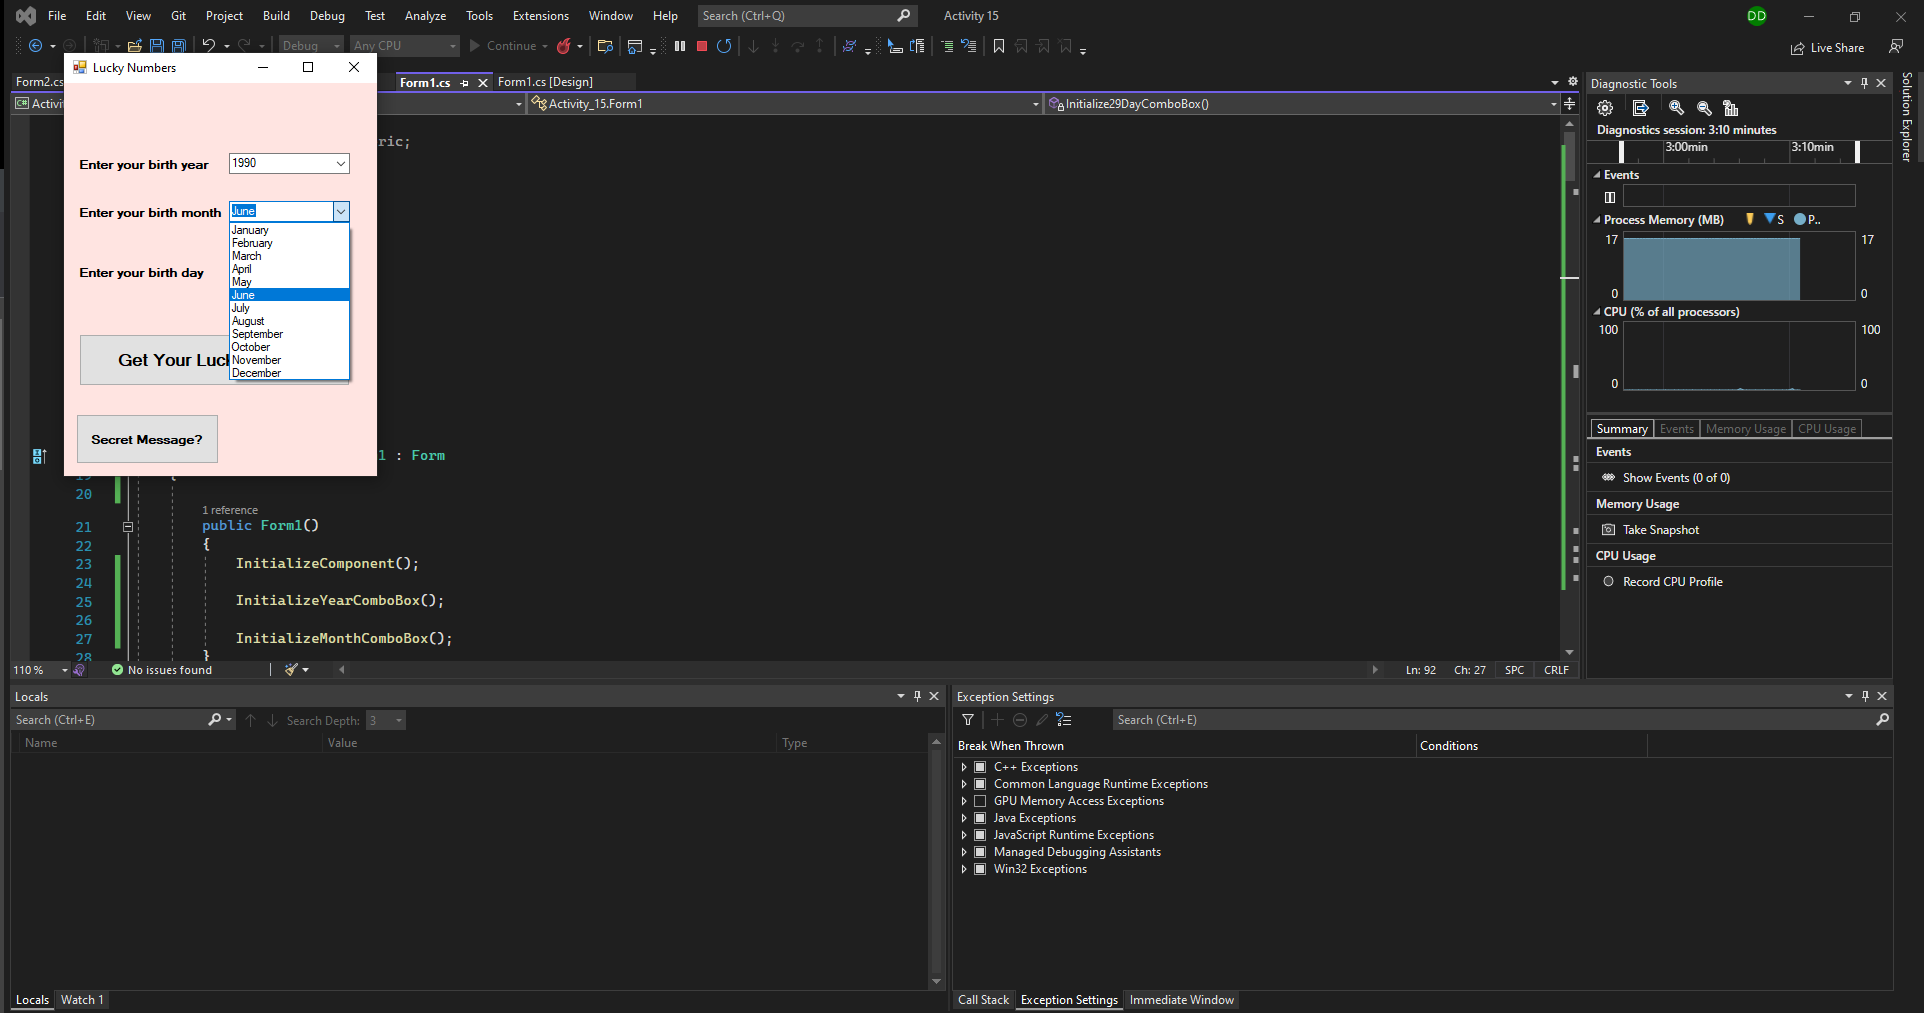 File Edit View Git Project Build Debug Test Analyze Tools Extensions Window Help Search (Ctrl+Q) Activity 15 DD
Debug Any CPU Continue Live Share
Lucky Numbers
Form2.cs Form1.cs Form1.cs [Design]
Activi Activity_15.Form1 Initialize29DayComboBox()
ric;
Enter your birth year 1990
Enter your birth month June
January
February
March
April
May
June
July
August
September
October
November
December
Enter your birth day
Get Your Luc
Secret Message?
1 : Form
19 {
20
1 reference
21 public Form1()
22 {
23 InitializeComponent();
24
25 InitializeYearComboBox();
26
27 InitializeMonthComboBox();
28 }
110 % No issues found Ln: 92 Ch: 27 SPC CRLF
Diagnostic Tools
Diagnostics session: 3:10 minutes
3:00min 3:10min
Events
Process Memory (MB) S P..
17 17
0 0
CPU (% of all processors)
100 100
0 0
Summary Events Memory Usage CPU Usage
Events
Show Events (0 of 0)
Memory Usage
Take Snapshot
CPU Usage
Record CPU Profile
Solution Explorer
Locals
Search (Ctrl+E) Search Depth: 3
Name Value Type
Locals Watch 1
Exception Settings
Search (Ctrl+E)
Break When Thrown Conditions
C++ Exceptions
Common Language Runtime Exceptions
GPU Memory Access Exceptions
Java Exceptions
JavaScript Runtime Exceptions
Managed Debugging Assistants
Win32 Exceptions
Call Stack Exception Settings Immediate Window